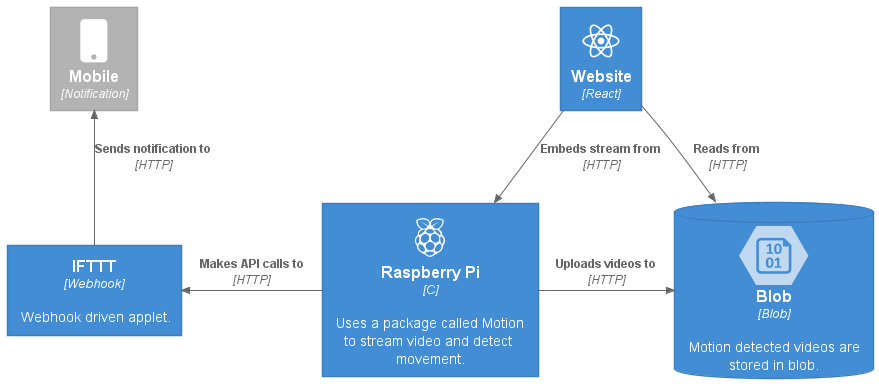 Mobile
[Notification]
Website
[React]
Sends notification to
[HTTP]
Embeds stream from
[HTTP]
Reads from
[HTTP]
IFTTT
[Webhook]
Webhook driven applet.
Makes API calls to
[HTTP]
Raspberry Pi
[C]
Uses a package called Motion
to stream video and detect
movement.
Uploads videos to
[HTTP]
10
01
Blob
[Blob]
Motion detected videos are
stored in blob.